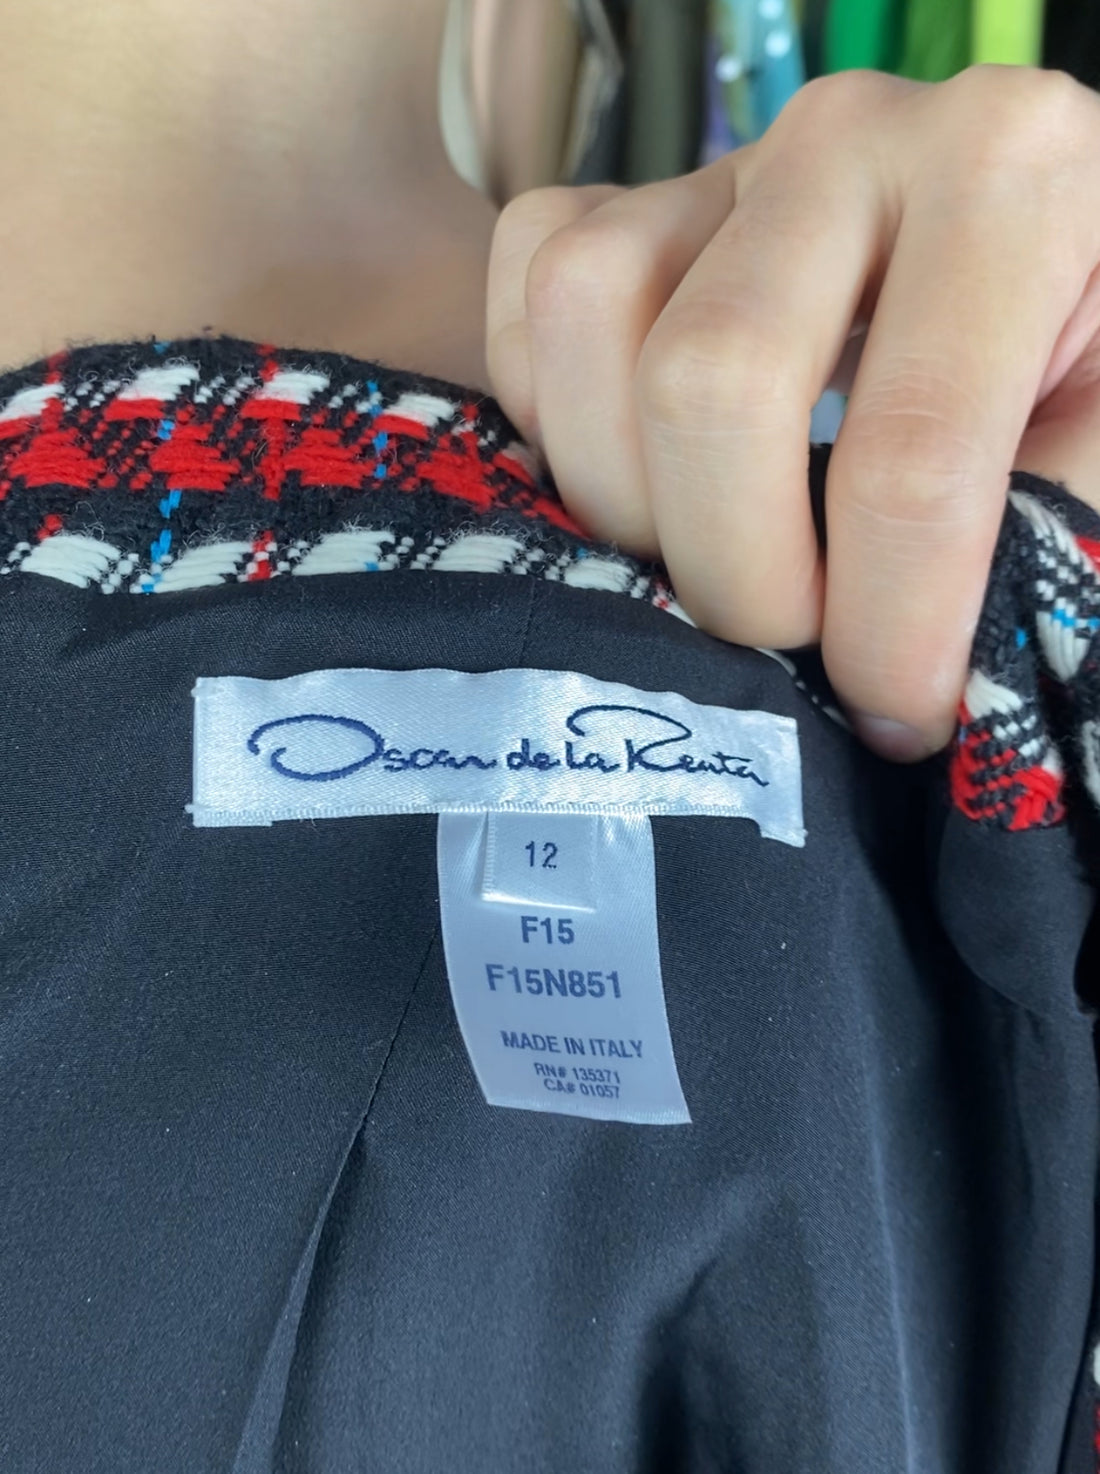 Oscar de la Renta
12
F15
F15N851
MADE IN ITALY
RN# 135371
CA# 01057